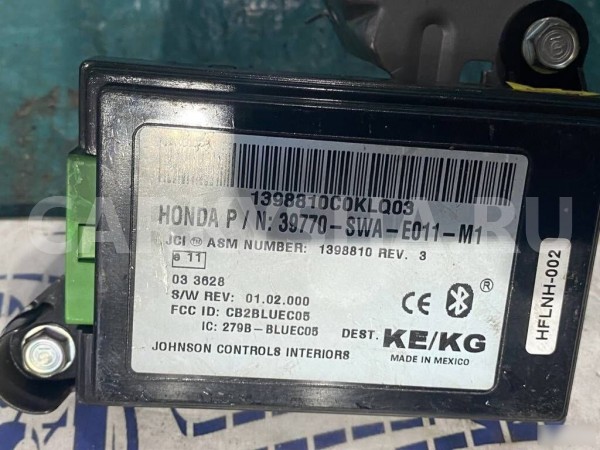 1398810C0KLQ03
HONDA P / N: 39770-SWA-E011-M1
JCI ® ASM NUMBER: 1398810 REV. 3
e 11
03 3628
S/W REV: 01.02.000
FCC ID: CB2BLUEC05
IC: 279B-BLUEC05
JOHNSON CONTROLS INTERIORS
CE ®
DEST. KE/KG
MADE IN MEXICO
HFLNH-002